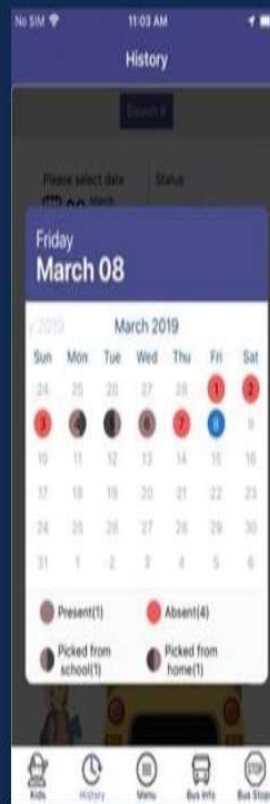 No SIM 11:03 AM
History
Please select date Status
March
Friday
March 08
March 2019
Sun Mon Tue Wed Thu Fri Sat
24 25 26 27 28 1 2
3 4 5 6 7 8 9
10 11 12 13 14 15 16
17 18 19 20 21 22 23
24 25 26 27 28 29 30
31 1 2 3 4 5 6
Present(1) Absent(4)
Picked from school(1) Picked from home(1)
Kids History Menu Bus Info Bus Stops